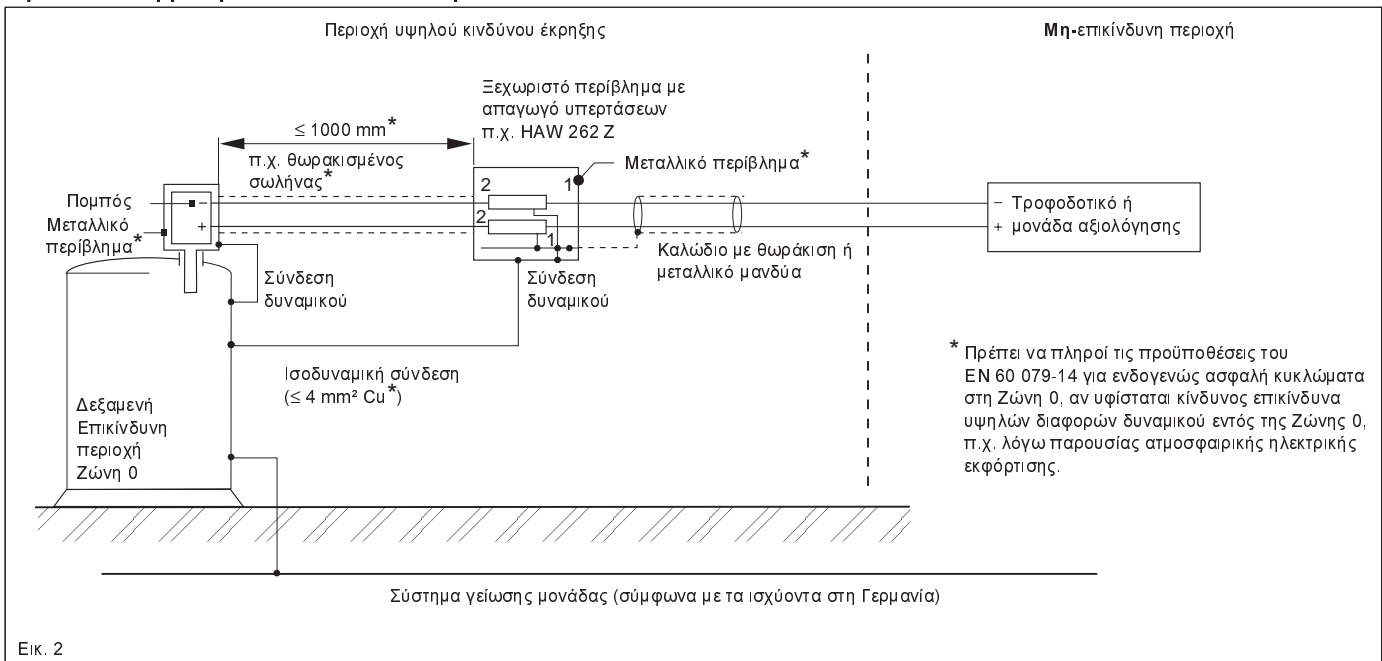 Περιοχή υψηλού κινδύνου έκρηξης
Μη-επικίνδυνη περιοχή
Ξεχωριστό περίβλημα με
απαγωγό υπερτάσεων
π.χ. HAW 262 Z
≤ 1000 mm*
π.χ. θωρακισμένος
σωλήνας*
Μεταλλικό περίβλημα*
2
1
2
1
Πομπός
Μεταλλικό
περίβλημα*
−
+
− Τροφοδοτικό ή
+ μονάδα αξιολόγησης
Καλώδιο με θωράκιση ή
μεταλλικό μανδύα
Σύνδεση
δυναμικού
Σύνδεση
δυναμικού
Ισοδυναμική σύνδεση
(≤ 4 mm² Cu*)
Δεξαμενή
Επικίνδυνη
περιοχή
Ζώνη 0
* Πρέπει να πληροί τις προϋποθέσεις του
EN 60 079-14 για ενδογενώς ασφαλή κυκλώματα
στη Ζώνη 0, αν υφίσταται κίνδυνος επικίνδυνα
υψηλών διαφορών δυναμικού εντός της Ζώνης 0,
π.χ. λόγω παρουσίας ατμοσφαιρικής ηλεκτρικής
εκφόρτισης.
Σύστημα γείωσης μονάδας (σύμφωνα με τα ισχύοντα στη Γερμανία)
Εικ. 2